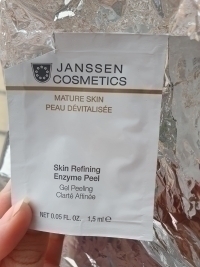 JANSSEN
COSMETICS
MATURE SKIN
PEAU DÉVITALISÉE
Skin Refining
Enzyme Peel
Gel Peeling
Clarté Affinée
NET 0.05 FL. OZ. 1,5 ml ℮